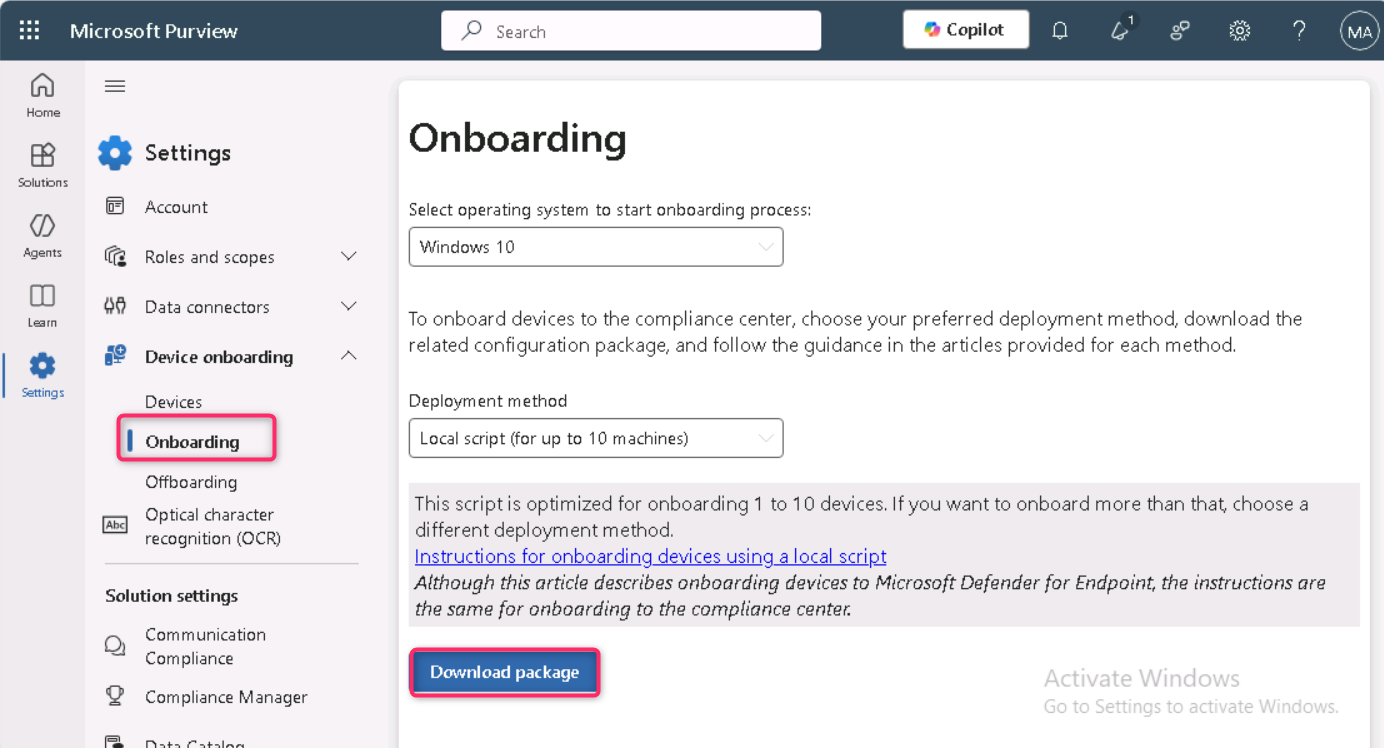 Microsoft Purview
Search
Copilot
1
MA
Home
Solutions
Agents
Learn
Settings
Settings
Account
Roles and scopes
Data connectors
Device onboarding
Devices
Onboarding
Offboarding
Abc
Optical character
recognition (OCR)
Solution settings
Communication
Compliance
Compliance Manager
Data Catalog
Onboarding
Select operating system to start onboarding process:
Windows 10
To onboard devices to the compliance center, choose your preferred deployment method, download the
related configuration package, and follow the guidance in the articles provided for each method.
Deployment method
Local script (for up to 10 machines)
This script is optimized for onboarding 1 to 10 devices. If you want to onboard more than that, choose a
different deployment method.
Instructions for onboarding devices using a local script
Although this article describes onboarding devices to Microsoft Defender for Endpoint, the instructions are
the same for onboarding to the compliance center.
Download package
Activate Windows
Go to Settings to activate Windows.